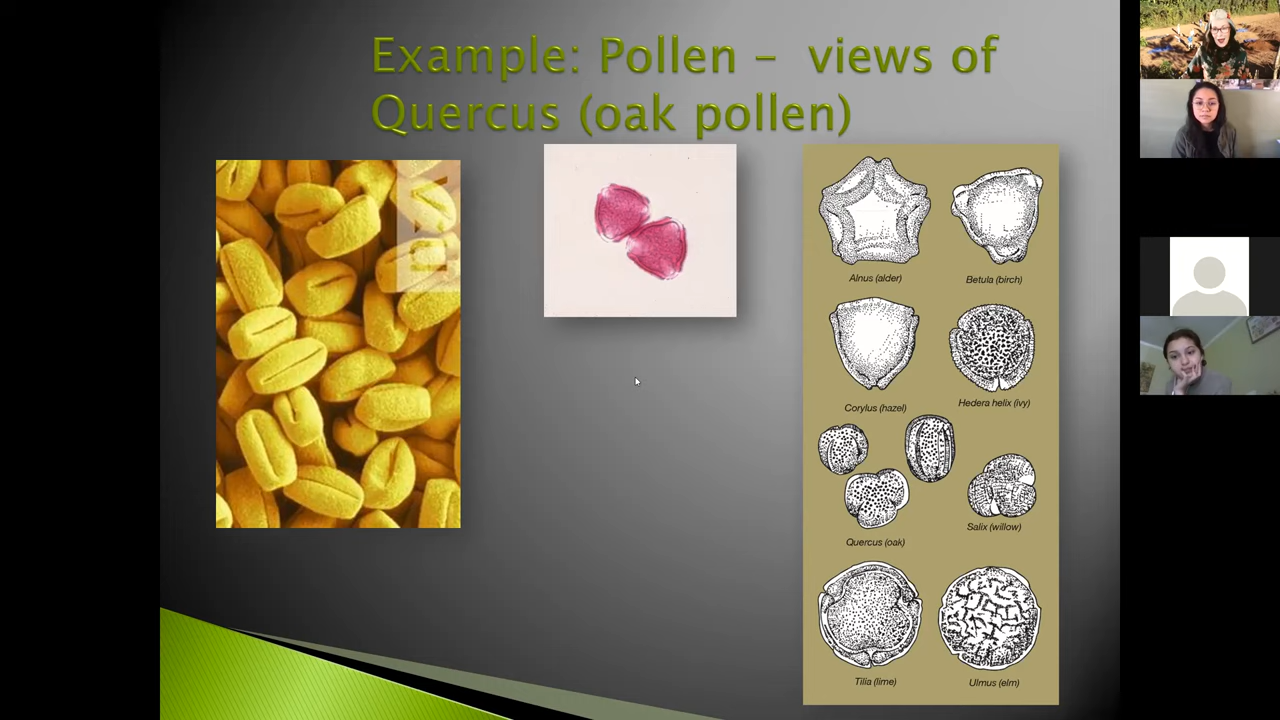 Example: Pollen – views of
Quercus (oak pollen)
Alnus (alder)
Betula (birch)
Corylus (hazel)
Hedera helix (ivy)
Quercus (oak)
Salix (willow)
Tilia (lime)
Ulmus (elm)